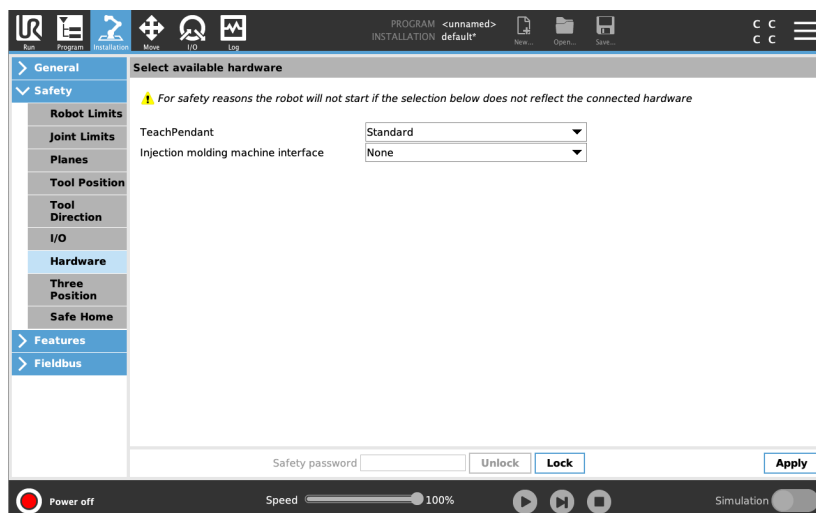 UR
PROGRAM <unnamed>
INSTALLATION default*
C C
C C
Run Program Installation Move I/O Log New... Open... Save...
General
Safety
Robot Limits
Joint Limits
Planes
Tool Position
Tool
Direction
I/O
Hardware
Three
Position
Safe Home
Features
Fieldbus
Select available hardware
For safety reasons the robot will not start if the selection below does not reflect the connected hardware
TeachPendant Standard
Injection molding machine interface None
Safety password Unlock Lock Apply
Power off Speed 100% Simulation